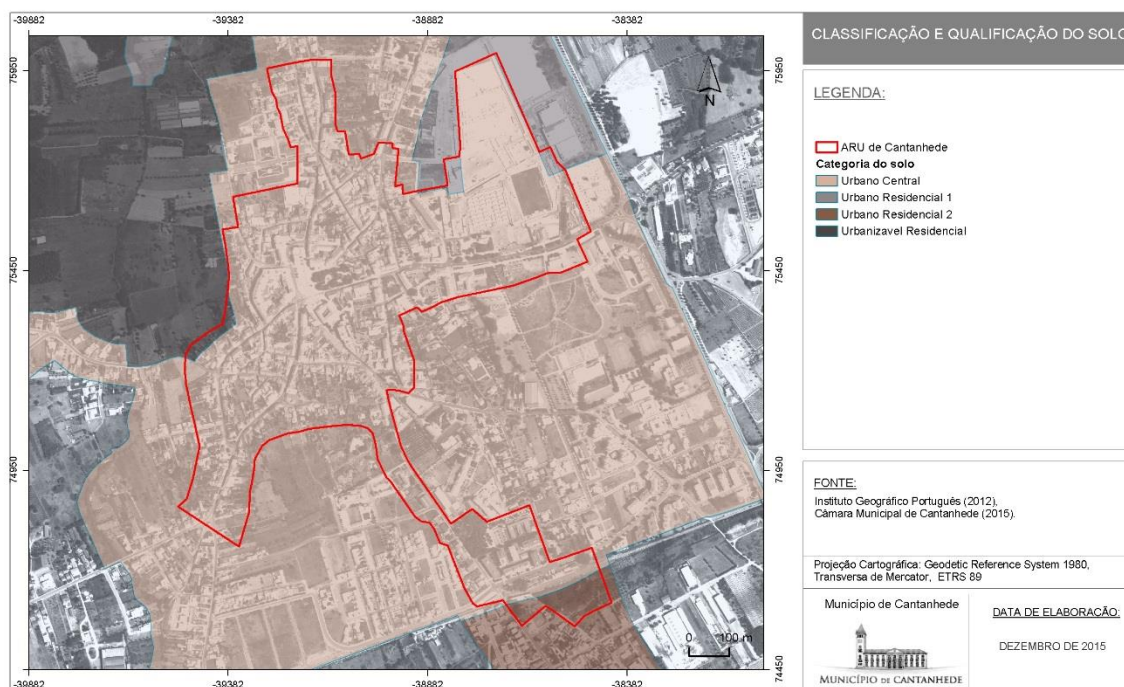 -39882 -39382 -38882 -38382
75950 75950
75450 75450
74950 74950
74450 74450
-39882 -39382 -38882 -38382
N
0 100 m
CLASSIFICAÇÃO E QUALIFICAÇÃO DO SOLO
LEGENDA:
ARU de Cantanhede
Categoria do solo
Urbano Central
Urbano Residencial 1
Urbano Residencial 2
Urbanizavel Residencial
FONTE:
Instituto Geográfico Português (2012),
Câmara Municipal de Cantanhede (2015).
Projeção Cartográfica: Geodetic Reference System 1980,
Transversa de Mercator, ETRS 89
Município de Cantanhede
MUNICÍPIO DE CANTANHEDE
DATA DE ELABORAÇÃO:
DEZEMBRO DE 2015